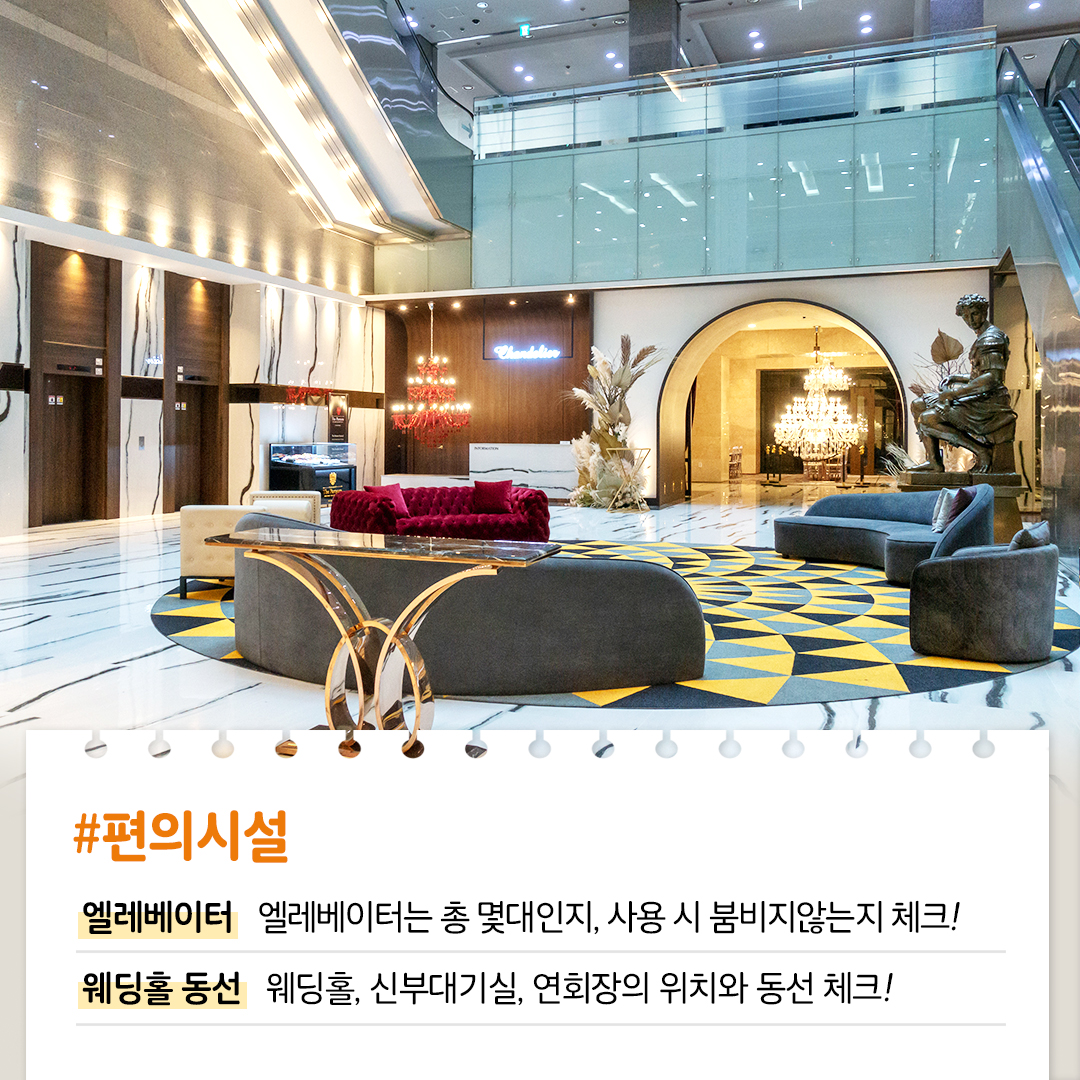 Chandelier
INFORMATION
#편의시설
엘레베이터 엘레베이터는 총 몇대인지, 사용 시 붐비지않는지 체크!
웨딩홀 동선 웨딩홀, 신부대기실, 연회장의 위치와 동선 체크!